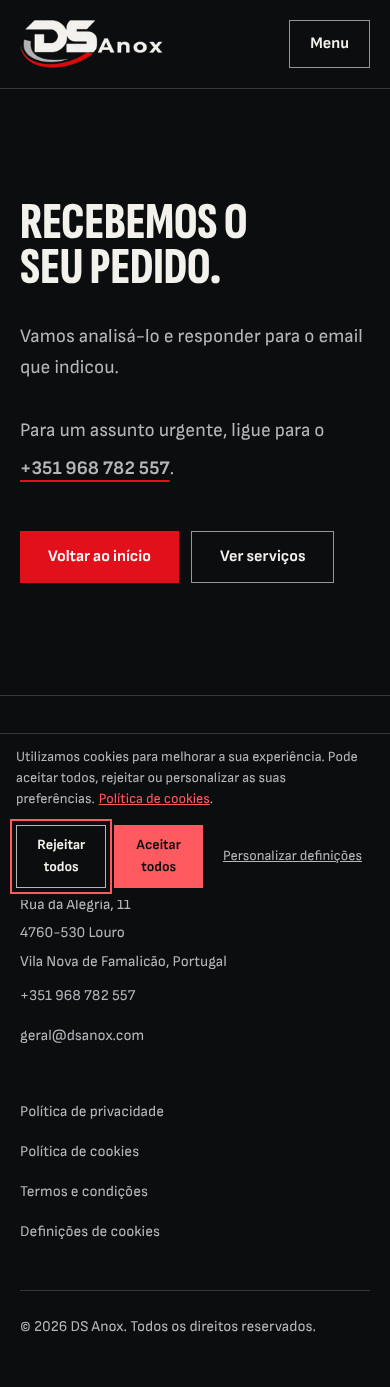 DS Anox
Menu
RECEBEMOS O
SEU PEDIDO.
Vamos analisá-lo e responder para o email
que indicou.
Para um assunto urgente, ligue para o
+351 968 782 557.
Voltar ao início
Ver serviços
Utilizamos cookies para melhorar a sua experiência. Pode
aceitar todos, rejeitar ou personalizar as suas
preferências. Política de cookies.
Rejeitar
todos
Aceitar
todos
Personalizar definições
Rua da Alegria, 11
4760-530 Louro
Vila Nova de Famalicão, Portugal
+351 968 782 557
geral@dsanox.com
Política de privacidade
Política de cookies
Termos e condições
Definições de cookies
© 2026 DS Anox. Todos os direitos reservados.